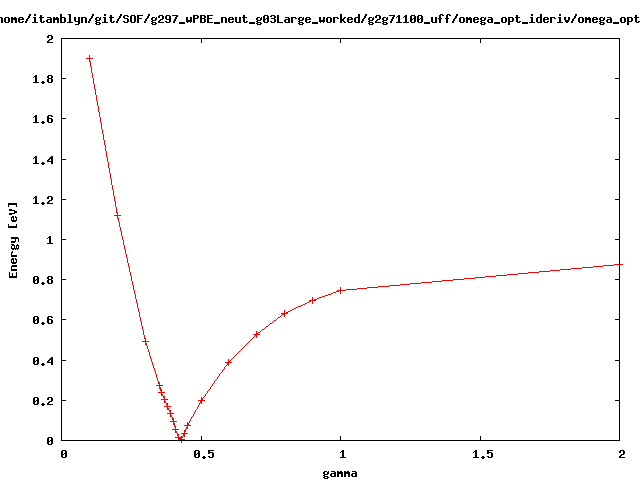 home/itamblyn/git/SOF/g297_wPBE_neut_g03Large_worked/g2g71100_uff/omega_opt_ideriv/omega_opt
2
1.8
1.6
1.4
1.2
1
0.8
0.6
0.4
0.2
0
Energy [eV]
0 0.5 1 1.5 2
gamma